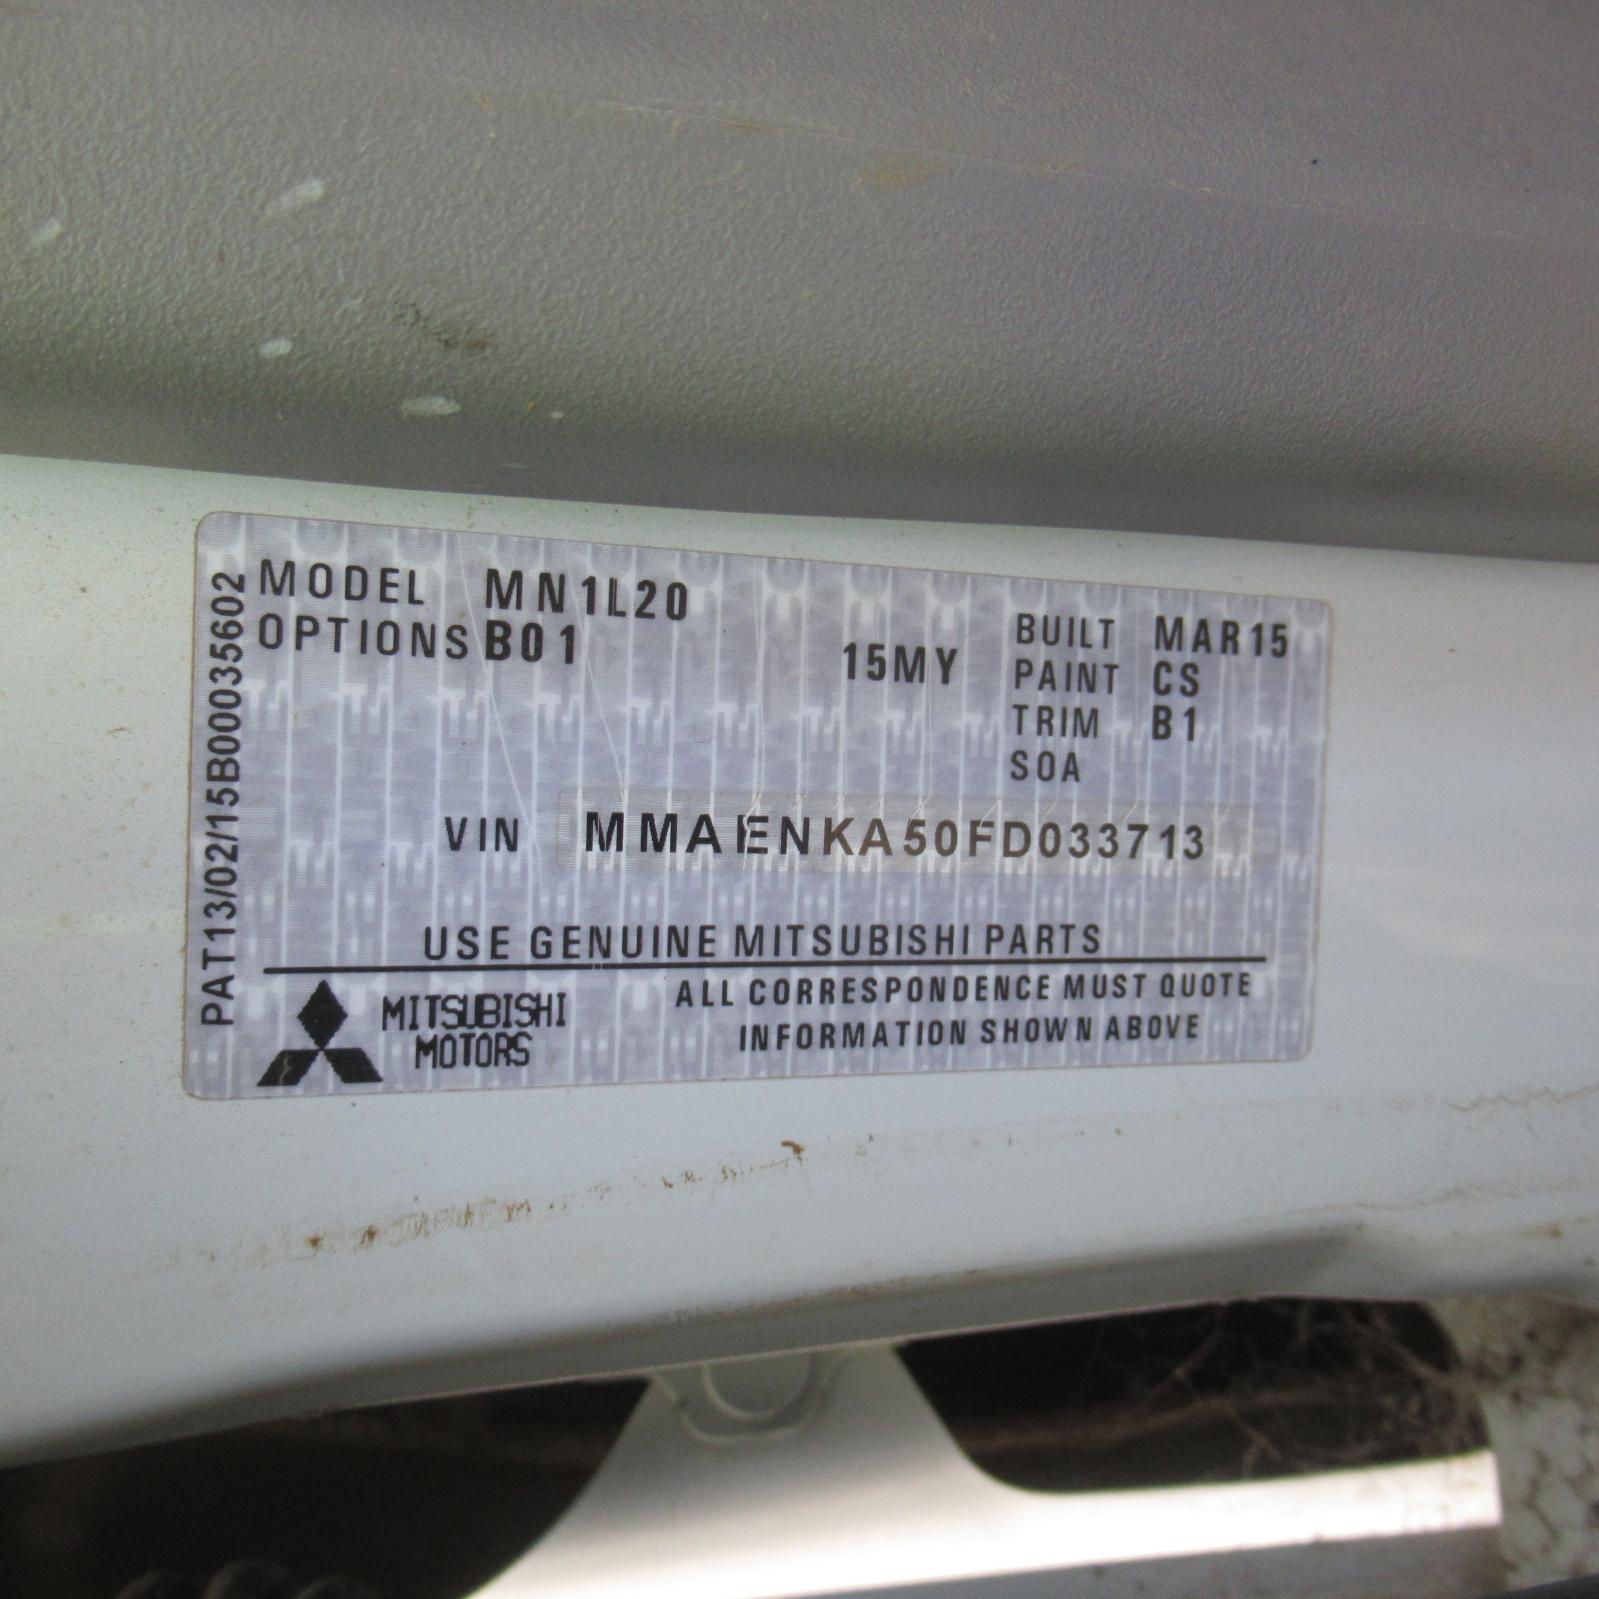 MODEL MN1L20
OPTIONS B01
15MY
BUILT MAR15
PAINT CS
TRIM B1
SOA
VIN MMAENKA50FD033713
USE GENUINE MITSUBISHI PARTS
MITSUBISHI
MOTORS
ALL CORRESPONDENCE MUST QUOTE
INFORMATION SHOWN ABOVE
PAT13/02/15B00035602